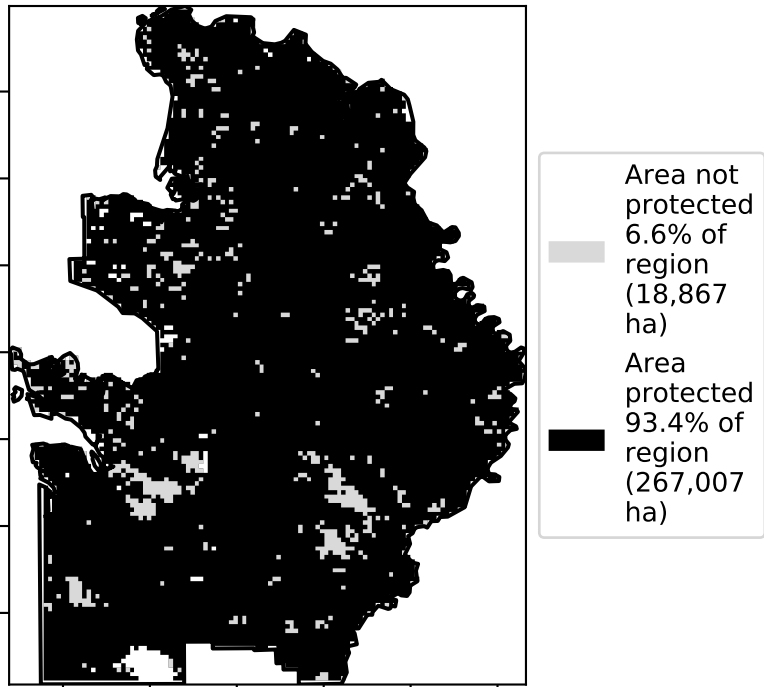 Area not
protected
6.6% of
region
(18,867
ha)
Area
protected
93.4% of
region
(267,007
ha)